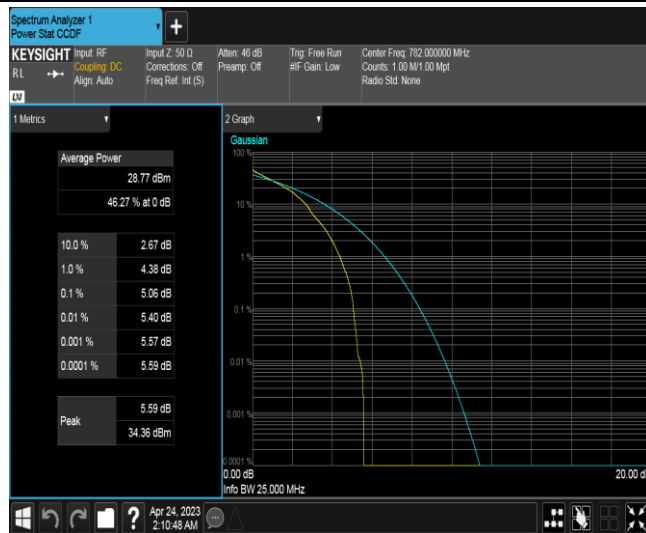 Spectrum Analyzer 1
Power Stat CCDF
+
KEYSIGHT
RL
LXI
Input: RF
Coupling: DC
Align: Auto
Input Z: 50 Ω
Corrections: Off
Freq Ref: Int (S)
Atten: 46 dB
Preamp: Off
Trig: Free Run
#IF Gain: Low
Center Freq: 782.000000 MHz
Counts: 1.00 M/1.00 Mpt
Radio Std: None
1 Metrics
Average Power
28.77 dBm
46.27 % at 0 dB
10.0 % 2.67 dB
1.0 % 4.38 dB
0.1 % 5.06 dB
0.01 % 5.40 dB
0.001 % 5.57 dB
0.0001 % 5.59 dB
Peak
5.59 dB
34.36 dBm
2 Graph
Gaussian
100 %
10 %
1 %
0.1 %
0.01 %
0.001 %
0.0001 %
0.00 dB
20.00 d
Info BW 25.000 MHz
?
Apr 24, 2023
2:10:48 AM